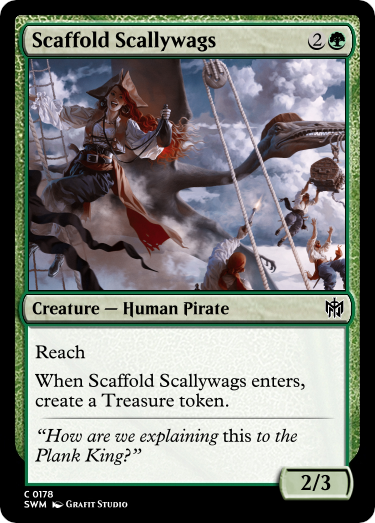 Scaffold Scallywags 2
Creature — Human Pirate
Reach
When Scaffold Scallywags enters,
create a Treasure token.
“How are we explaining this to the
Plank King?”
2/3
C 0178
SWM Grafit Studio